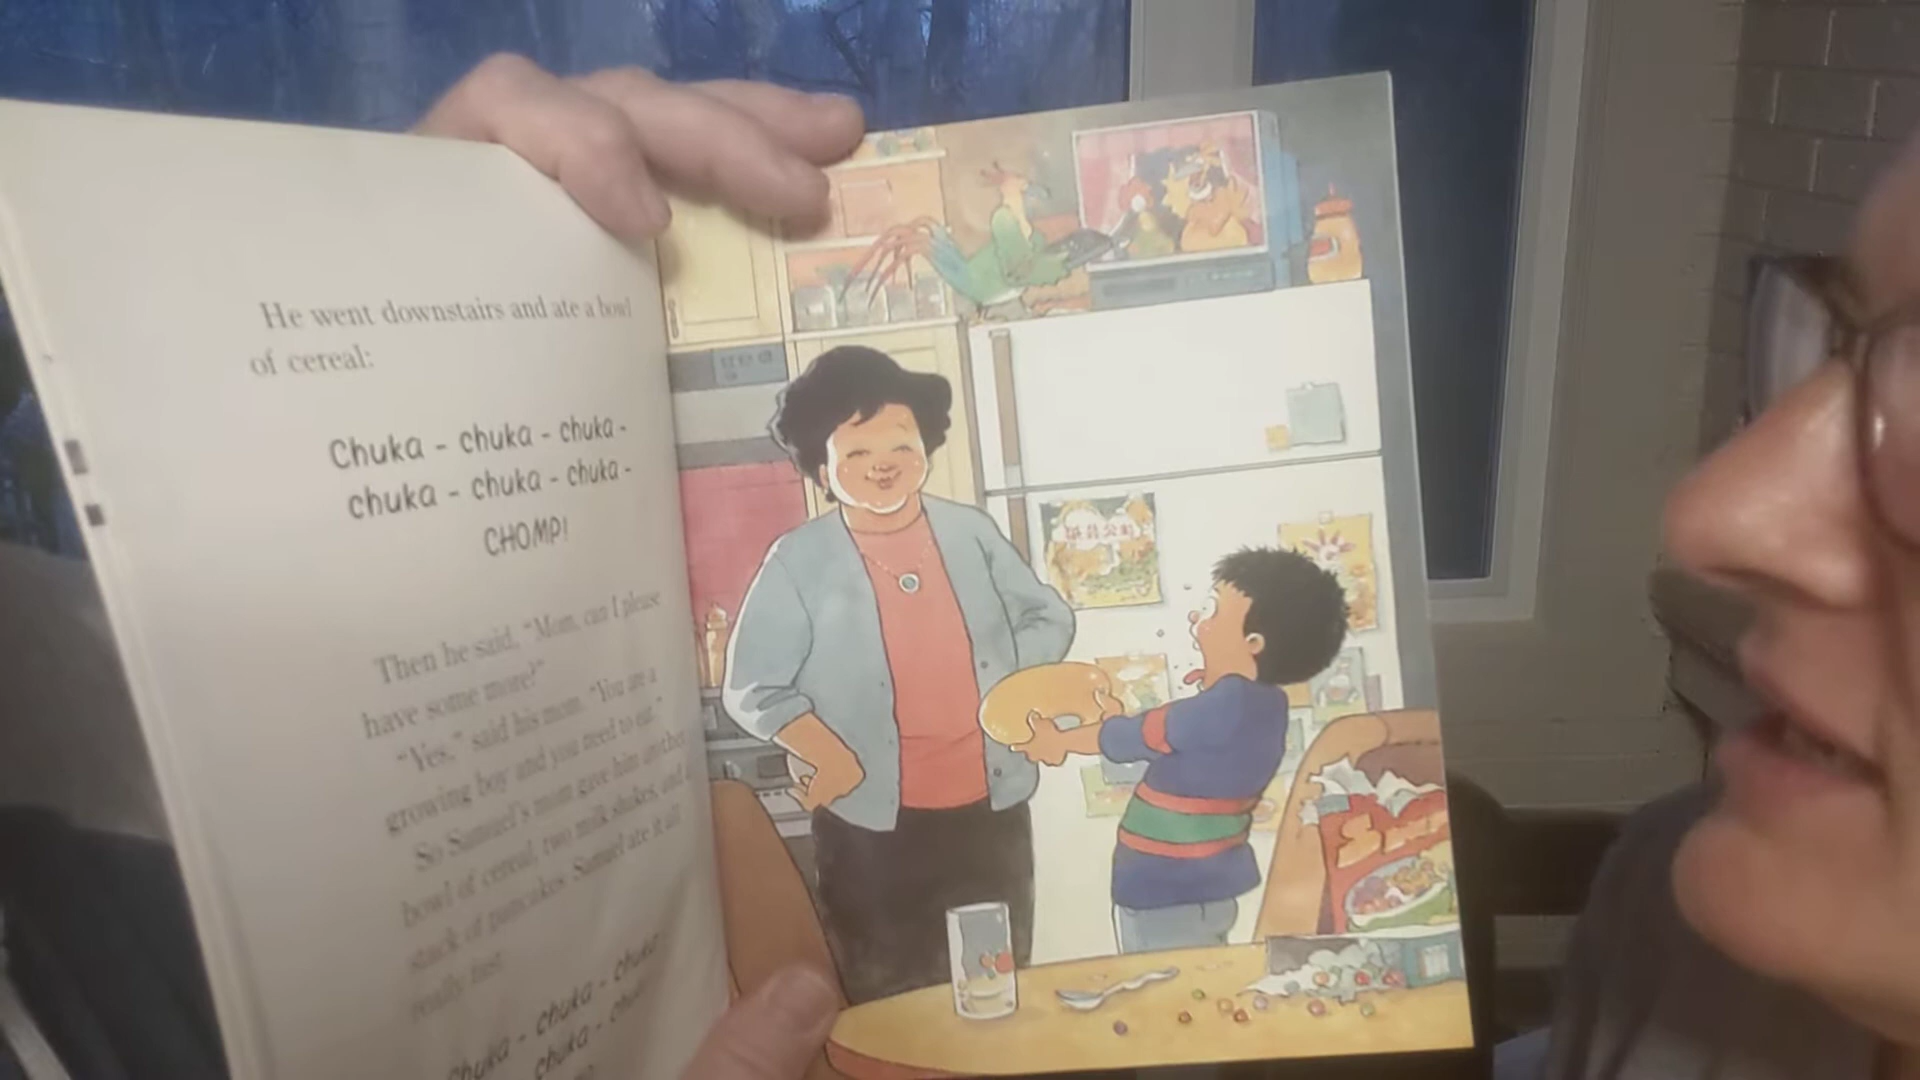 He went downstairs and ate a bowl
of cereal:
Chuka - chuka - chuka -
chuka - chuka - chuka -
CHOMP!
Then he said, "Mom, can I please
have some more?"
"Yes," said his mom. "You are a
growing boy and you need to eat."
So Samuel's mom gave him another
bowl of cereal, two milk shakes, and a
stack of pancakes. Samuel ate it all
really fast
Chuka - chuka - chuka
chuka - chuka